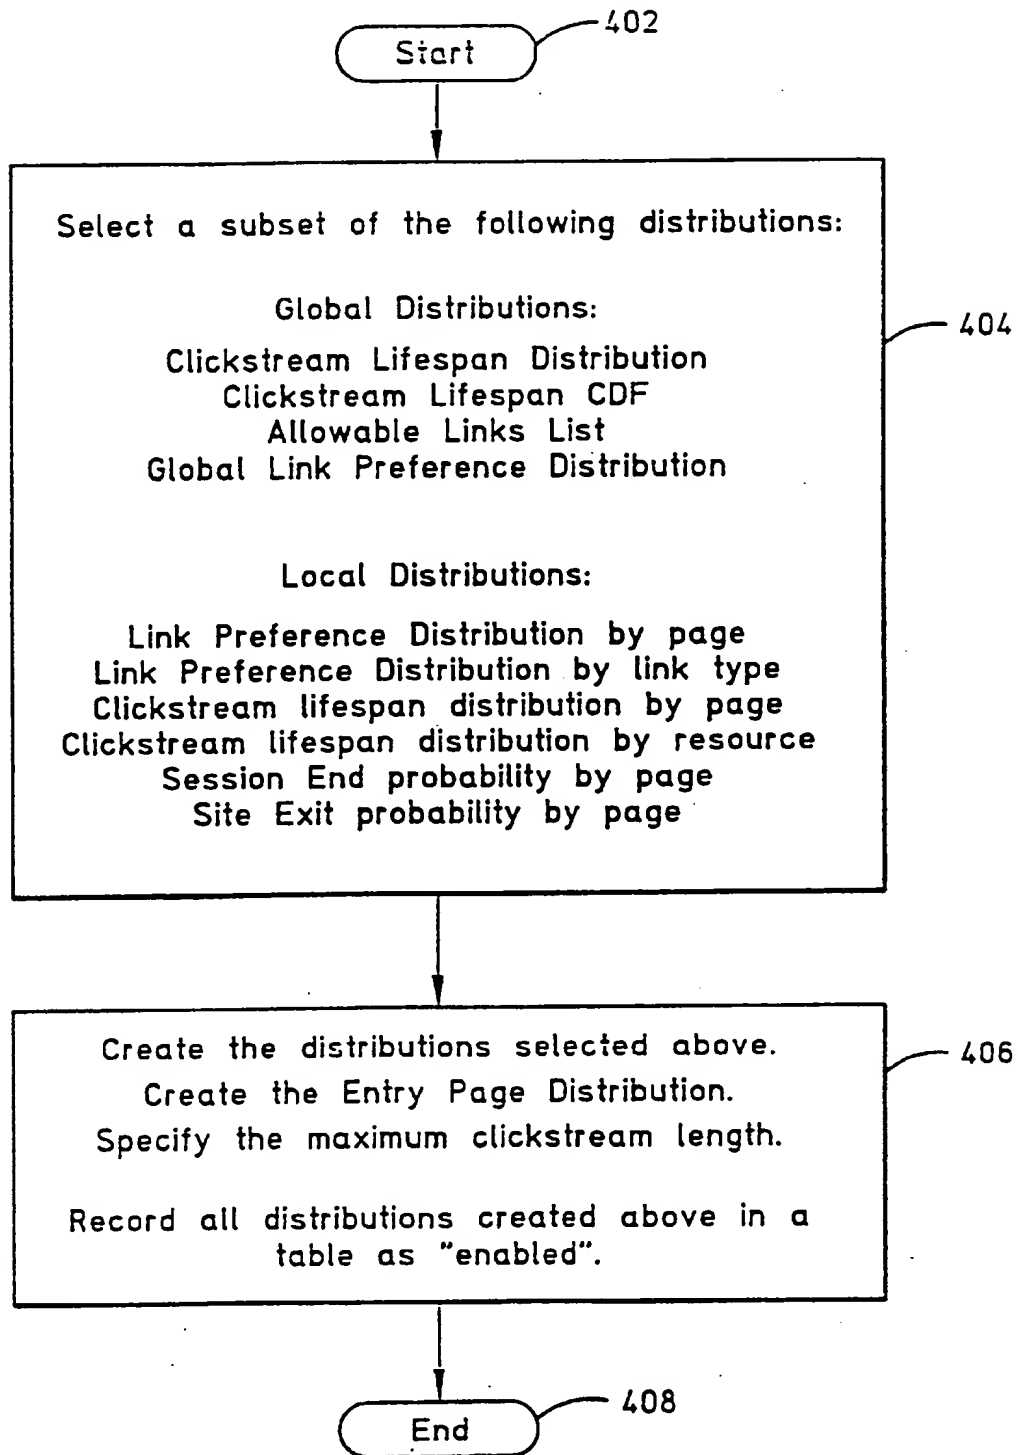 402
Start
Select a subset of the following distributions:
Global Distributions:
404
Clickstream Lifespan Distribution
Clickstream Lifespan CDF
Allowable Links List
Global Link Preference Distribution
Local Distributions:
Link Preference Distribution by page
Link Preference Distribution by link type
Clickstream lifespan distribution by page
Clickstream lifespan distribution by resource
Session End probability by page
Site Exit probability by page
Create the distributions selected above.
406
Create the Entry Page Distribution.
Specify the maximum clickstream length.
Record all distributions created above in a
table as "enabled".
408
End